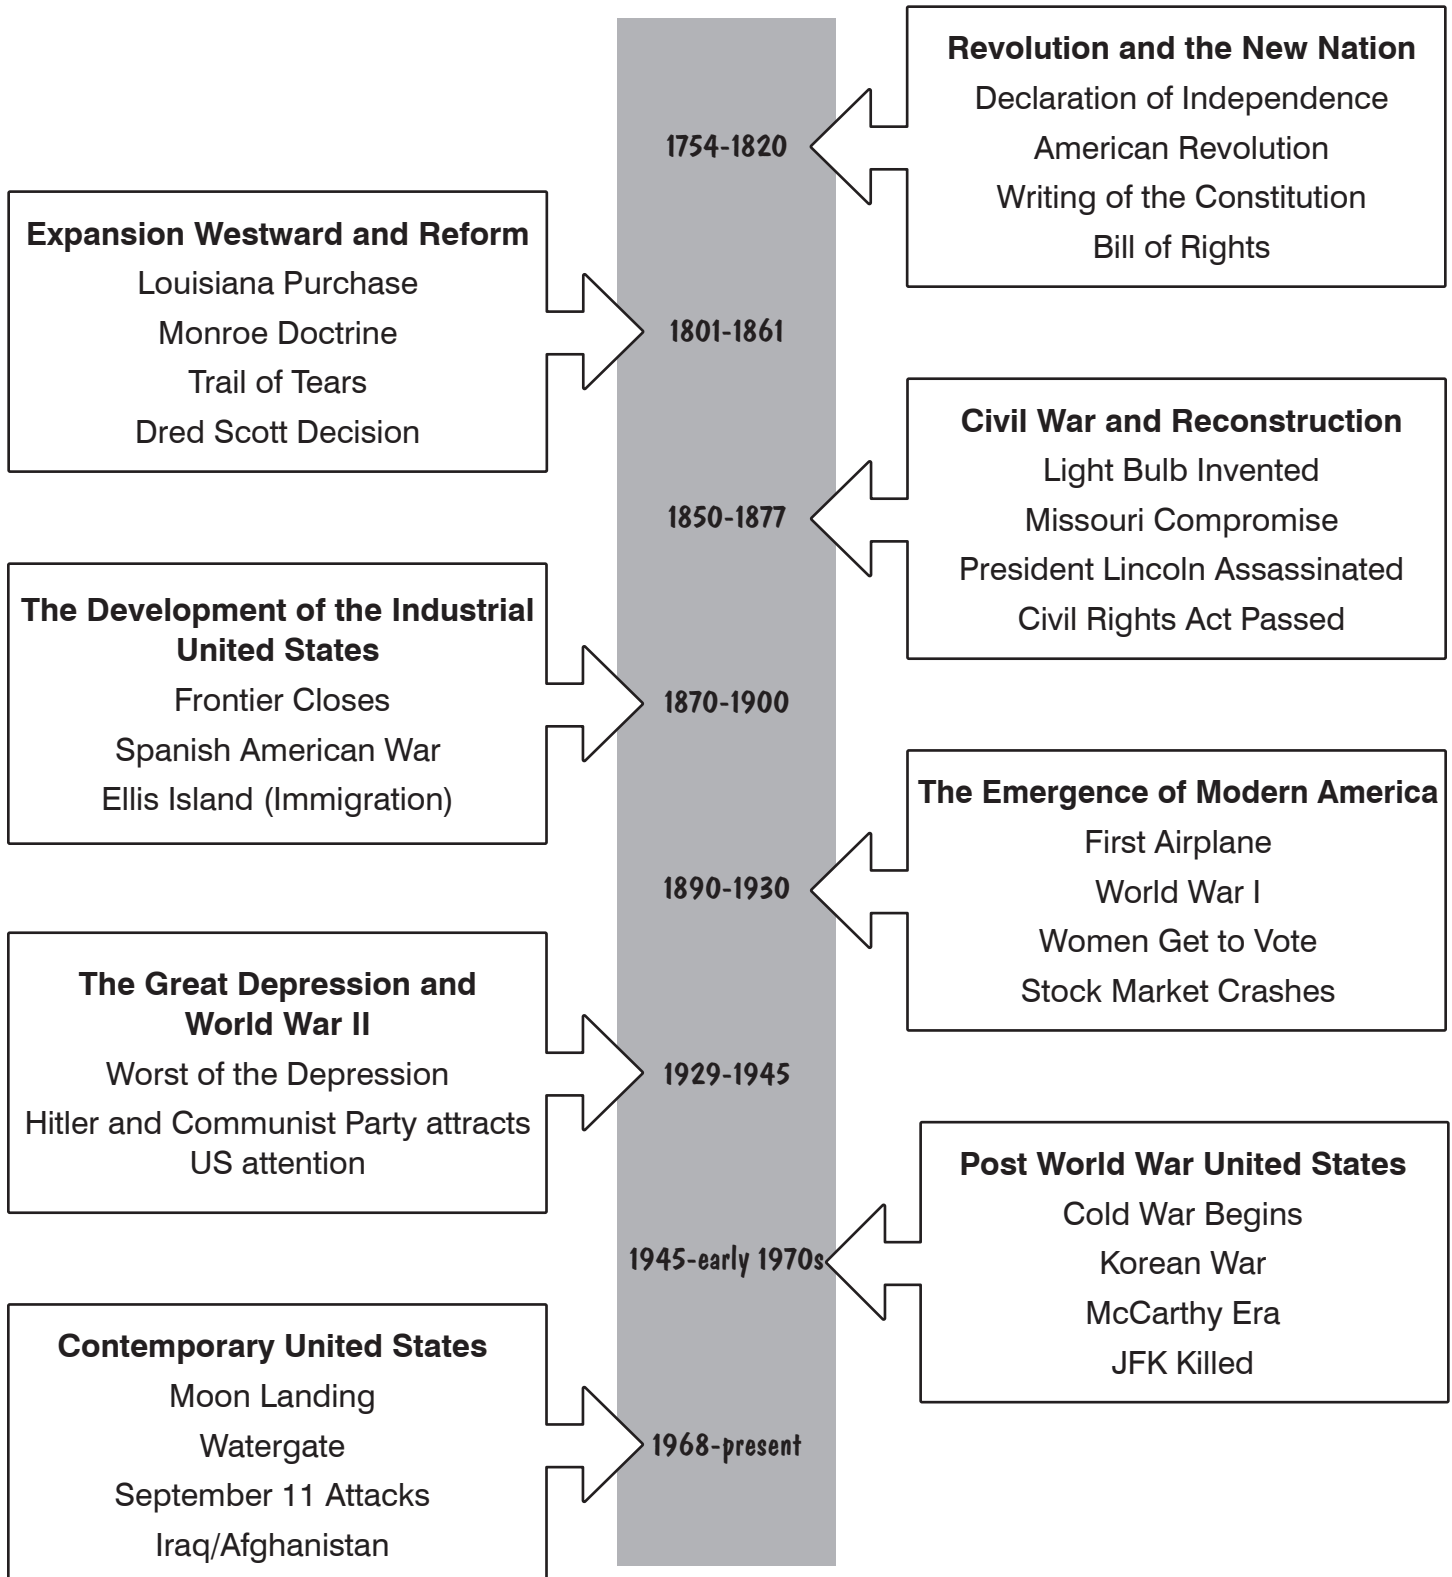 Revolution and the New Nation
Declaration of Independence
American Revolution
Writing of the Constitution
Bill of Rights
1754-1820
Expansion Westward and Reform
Louisiana Purchase
Monroe Doctrine
Trail of Tears
Dred Scott Decision
1801-1861
Civil War and Reconstruction
Light Bulb Invented
Missouri Compromise
President Lincoln Assassinated
Civil Rights Act Passed
1850-1877
The Development of the Industrial
United States
Frontier Closes
Spanish American War
Ellis Island (Immigration)
1870-1900
The Emergence of Modern America
First Airplane
World War I
Women Get to Vote
Stock Market Crashes
1890-1930
The Great Depression and
World War II
Worst of the Depression
Hitler and Communist Party attracts
US attention
1929-1945
Post World War United States
Cold War Begins
Korean War
McCarthy Era
JFK Killed
1945-early 1970s
Contemporary United States
Moon Landing
Watergate
September 11 Attacks
Iraq/Afghanistan
1968-present